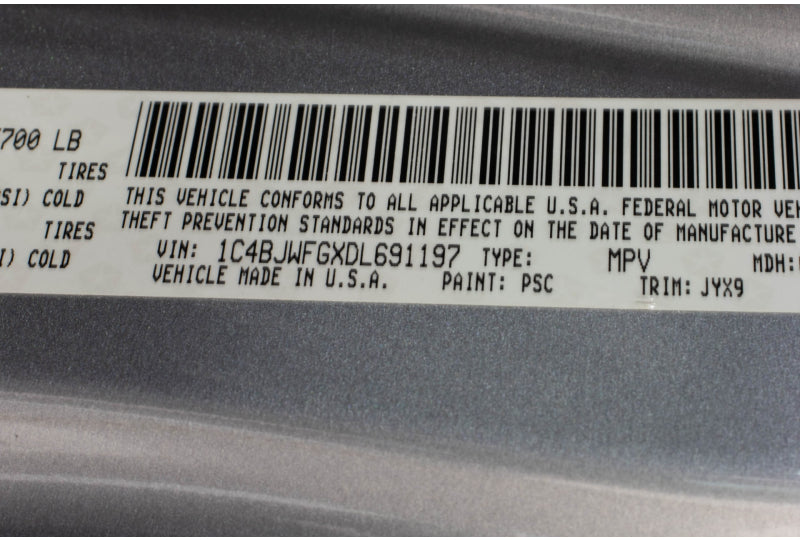 700 LB
TIRES
SI) COLD
TIRES
I) COLD
THIS VEHICLE CONFORMS TO ALL APPLICABLE U.S.A. FEDERAL MOTOR VEH
THEFT PREVENTION STANDARDS IN EFFECT ON THE DATE OF MANUFACTURE
VIN: 1C4BJWFGXDL691197 TYPE: MPV MDH:
VEHICLE MADE IN U.S.A. PAINT: PSC TRIM: JYX9